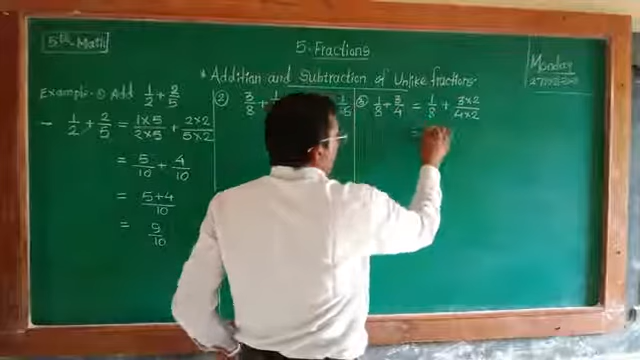 5th Math
5. Fractions
Monday
* Addition and Subtraction of Unlike fractions.
Example: ① Add 1/2 + 2/5
- 1/2 + 2/5 = 1×5/2×5 + 2×2/5×2
= 5/10 + 4/10
= 5+4/10
= 9/10
② 3/8 +
③ 1/8 + 3/4 = 1/8 + 3×2/4×2
=